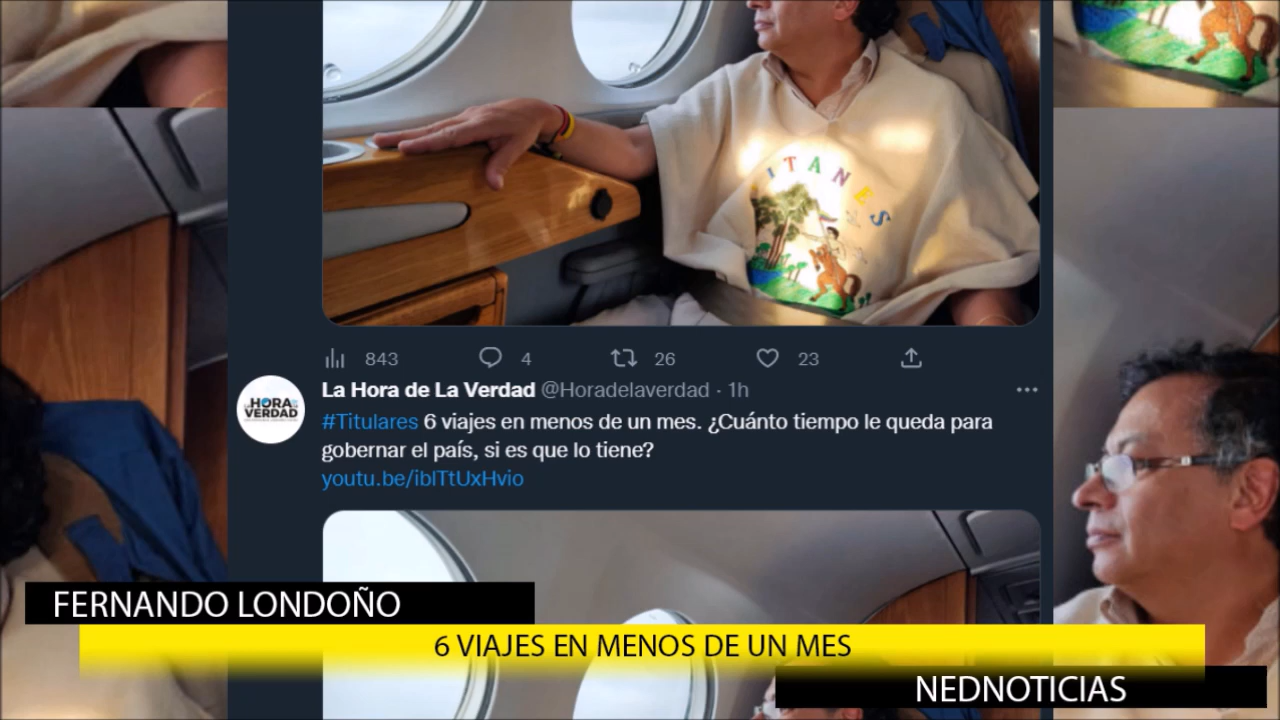 ITANES
843 4 26 23
HORA
VERDAD
La Hora de La Verdad @Horadelaverdad · 1h
#Titulares 6 viajes en menos de un mes. ¿Cuánto tiempo le queda para
gobernar el país, si es que lo tiene?
youtu.be/iblTtUxHvio
FERNANDO LONDOÑO
6 VIAJES EN MENOS DE UN MES
NEDNOTICIAS